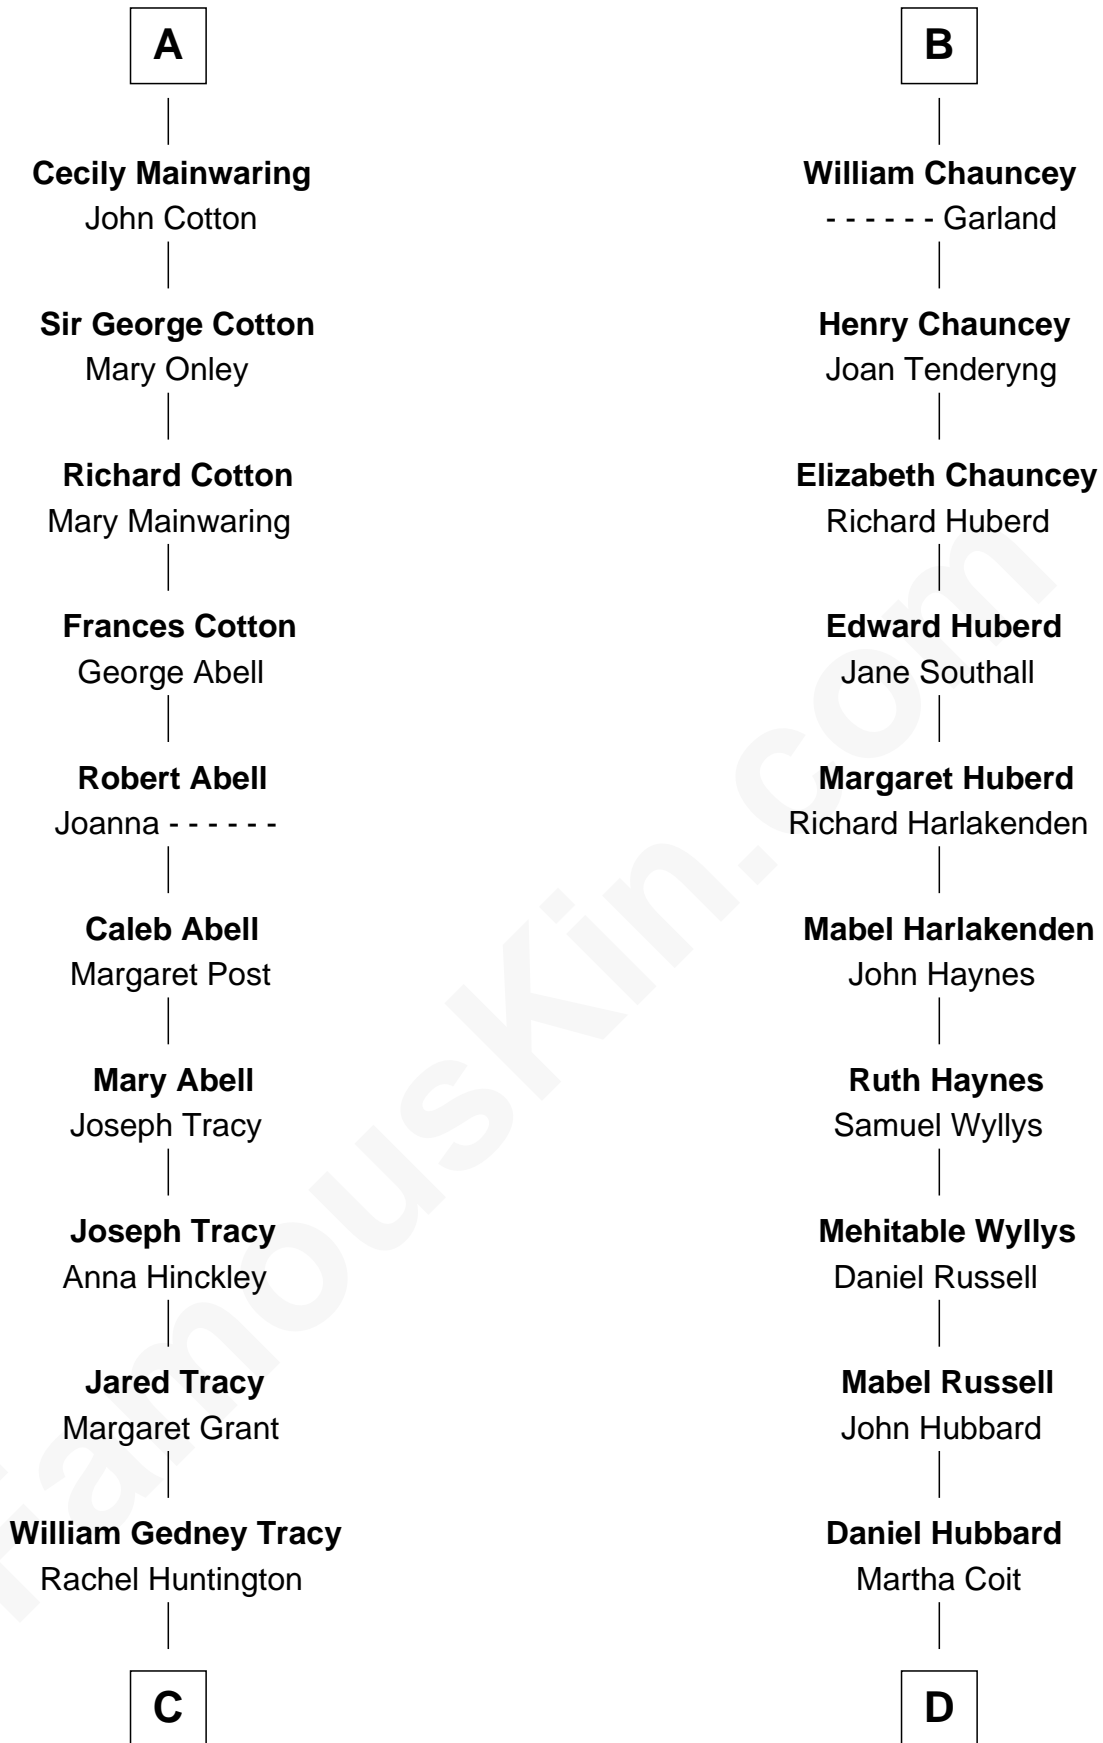 A
Cecily Mainwaring
John Cotton
Sir George Cotton
Mary Onley
Richard Cotton
Mary Mainwaring
Frances Cotton
George Abell
Robert Abell
Joanna - - - - - -
Caleb Abell
Margaret Post
Mary Abell
Joseph Tracy
Joseph Tracy
Anna Hinckley
Jared Tracy
Margaret Grant
William Gedney Tracy
Rachel Huntington
C
B
William Chauncey
- - - - - - Garland
Henry Chauncey
Joan Tenderyng
Elizabeth Chauncey
Richard Huberd
Edward Huberd
Jane Southall
Margaret Huberd
Richard Harlakenden
Mabel Harlakenden
John Haynes
Ruth Haynes
Samuel Wyllys
Mehitable Wyllys
Daniel Russell
Mabel Russell
John Hubbard
Daniel Hubbard
Martha Coit
D
FamousKin.com